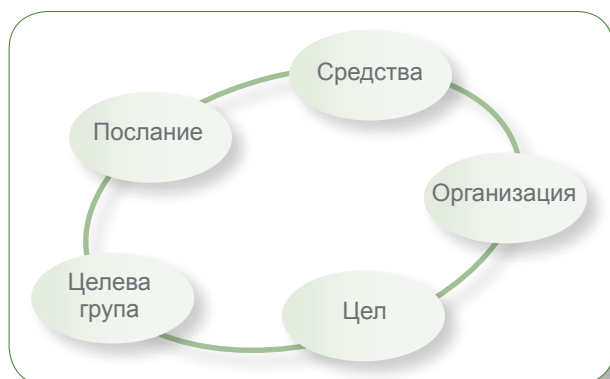 Средства
Послание
Организация
Целева
група
Цел